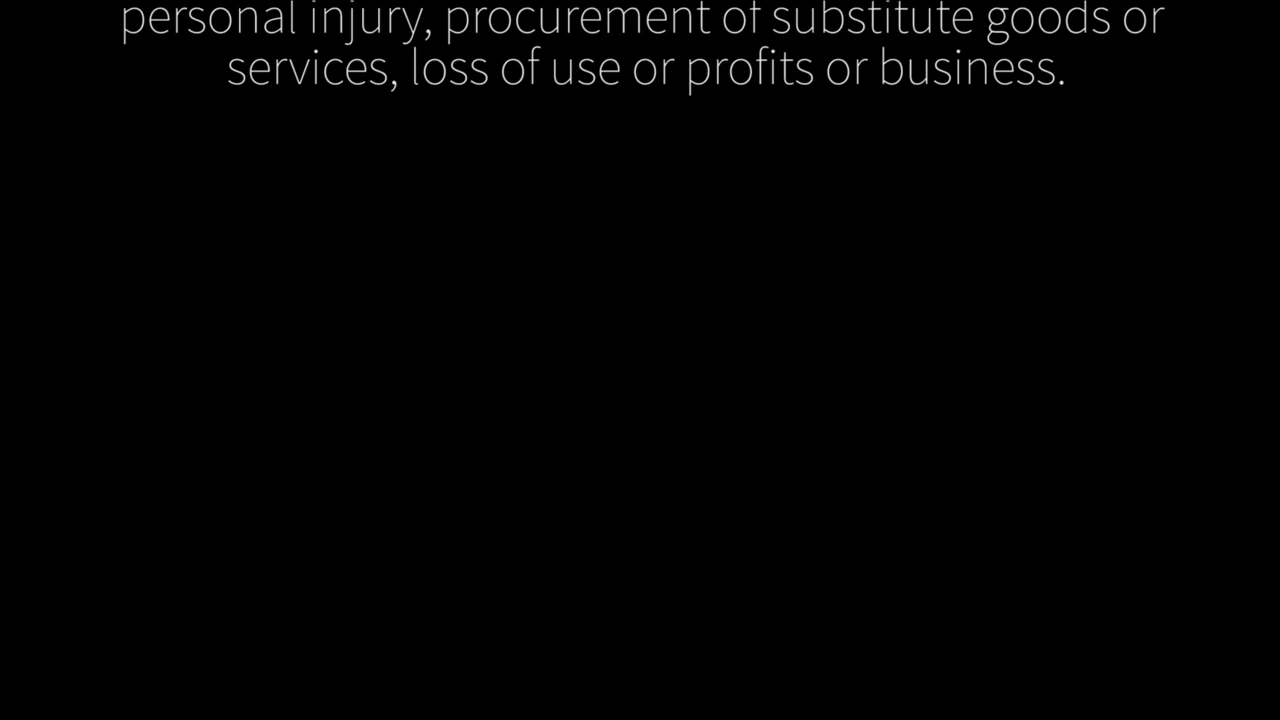 personal injury, procurement of substitute goods or
services, loss of use or profits or business.